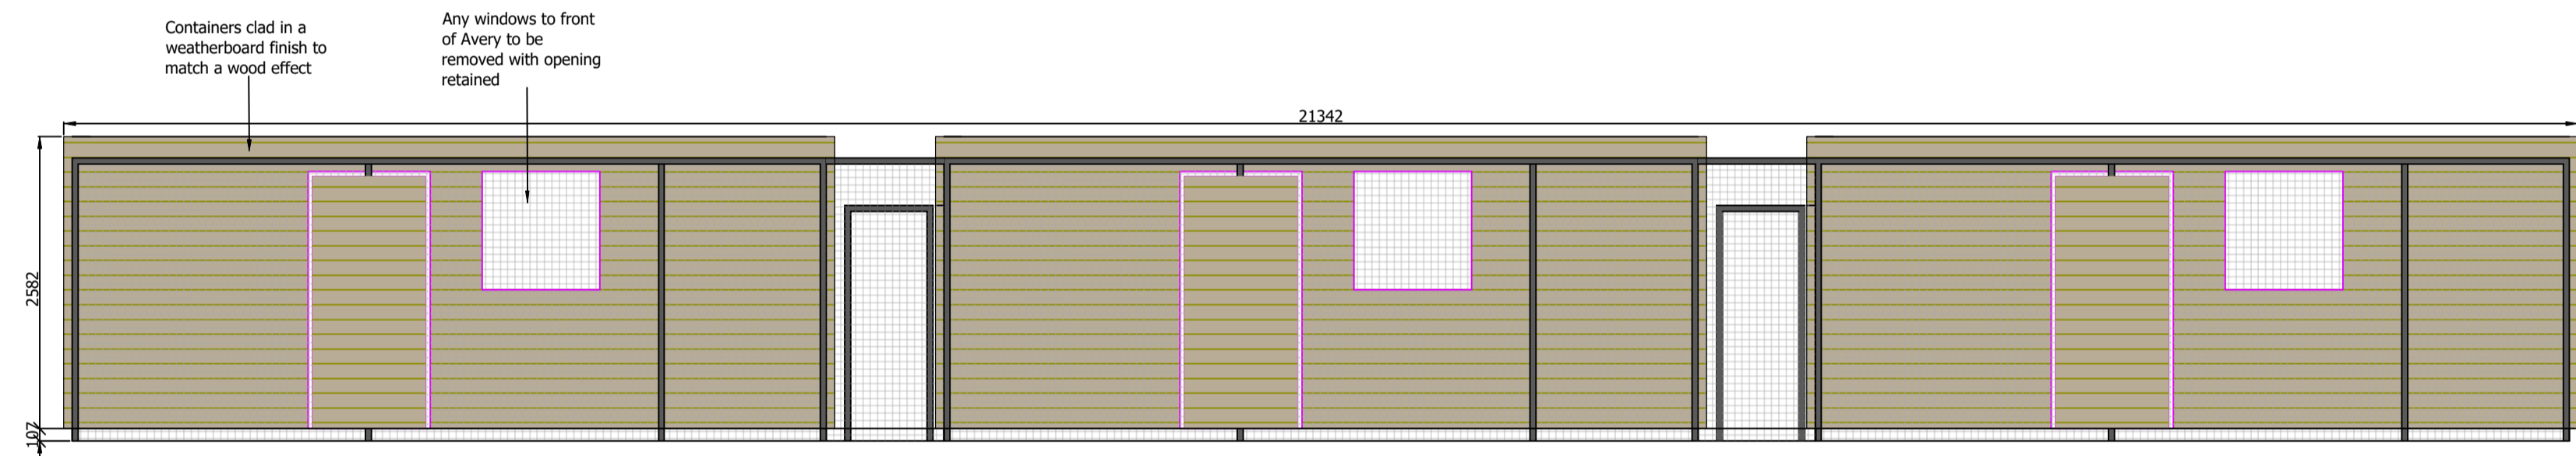 Containers clad in a
weatherboard finish to
match a wood effect
Any windows to front
of Avery to be
removed with opening
retained
21342
2582
107